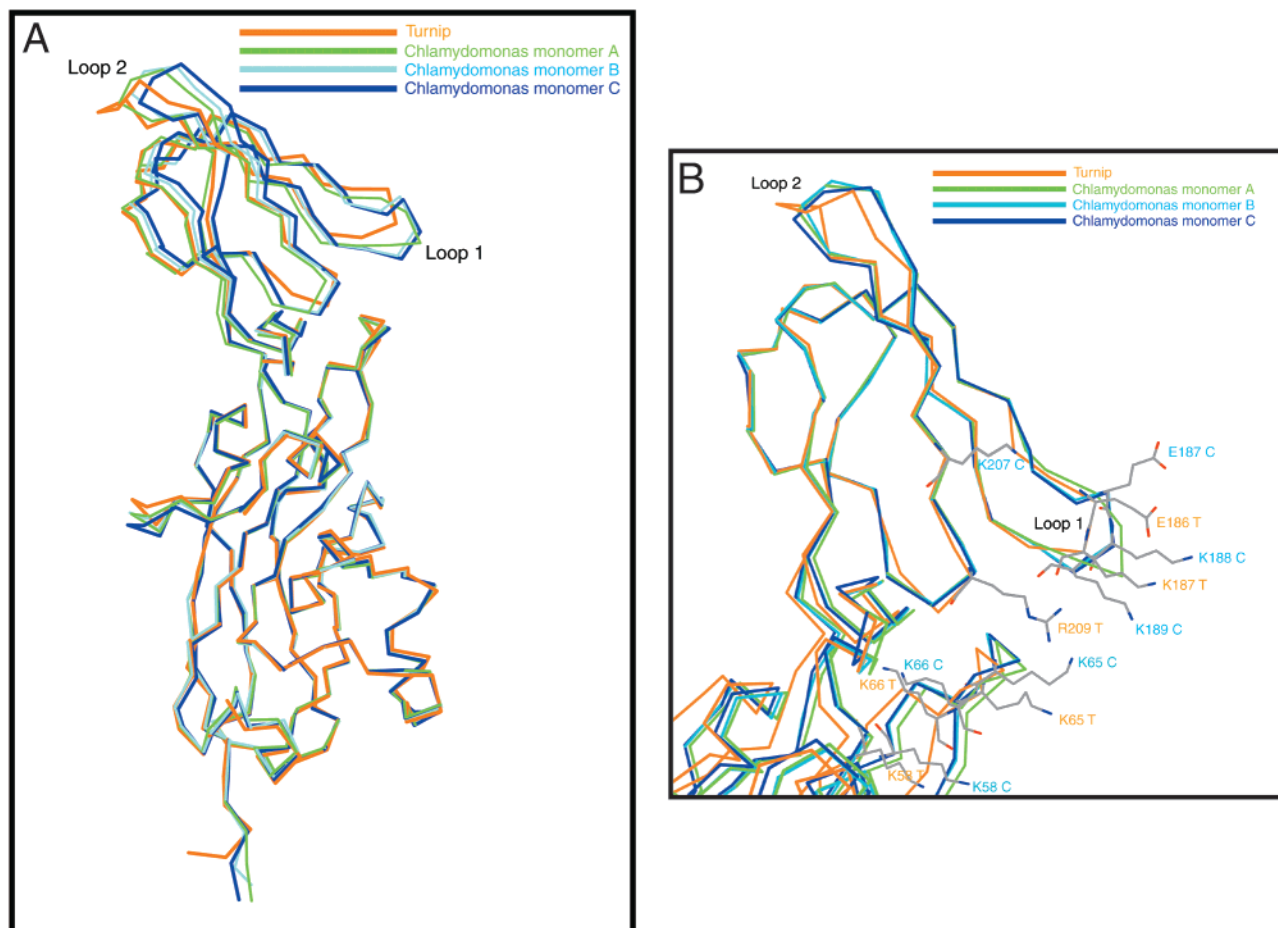 A
Turnip
Chlamydomonas monomer A
Chlamydomonas monomer B
Chlamydomonas monomer C
Loop 2
Loop 1
B
Turnip
Chlamydomonas monomer A
Chlamydomonas monomer B
Chlamydomonas monomer C
Loop 2
K207 C
E187 C
Loop 1
E186 T
K188 C
K187 T
K189 C
R209 T
K66 C
K65 C
K66 T
K65 T
K58 T
K58 C